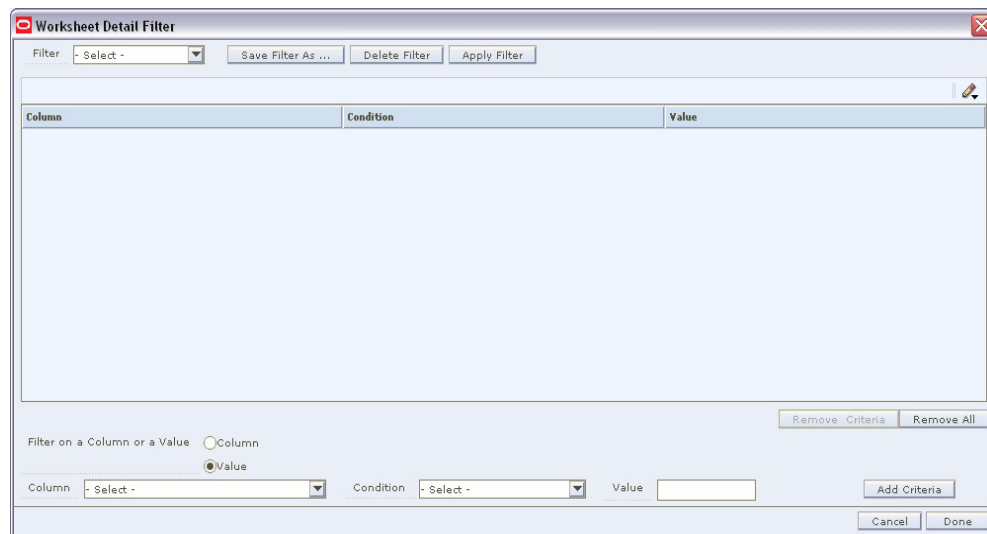 Worksheet Detail Filter
Filter - Select - Save Filter As ... Delete Filter Apply Filter
Column Condition Value
Remove Criteria Remove All
Filter on a Column or a Value Column
Value
Column - Select - Condition - Select - Value Add Criteria
Cancel Done